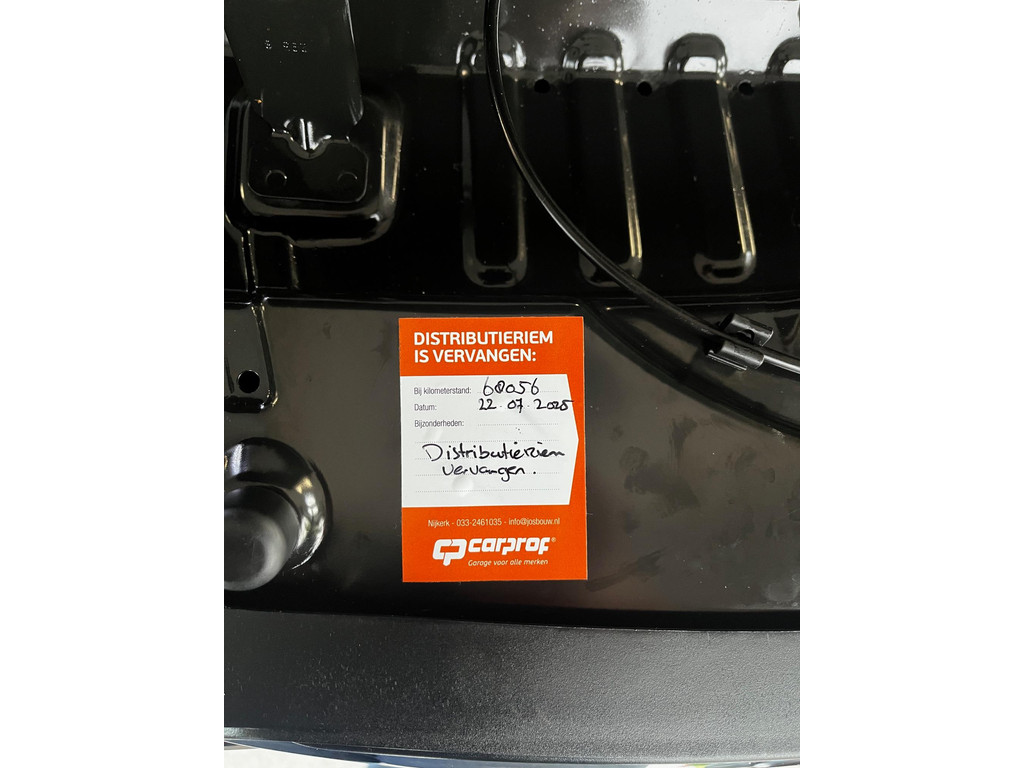 DISTRIBUTIERIEM
IS VERVANGEN:
Bij kilometerstand: 68056
Datum: 22.07.2025
Bijzonderheden:
Distributieriem
vervangen.
Nijkerk - 033-2461035 - info@josbouw.nl
CP carprof®
Garage voor alle merken